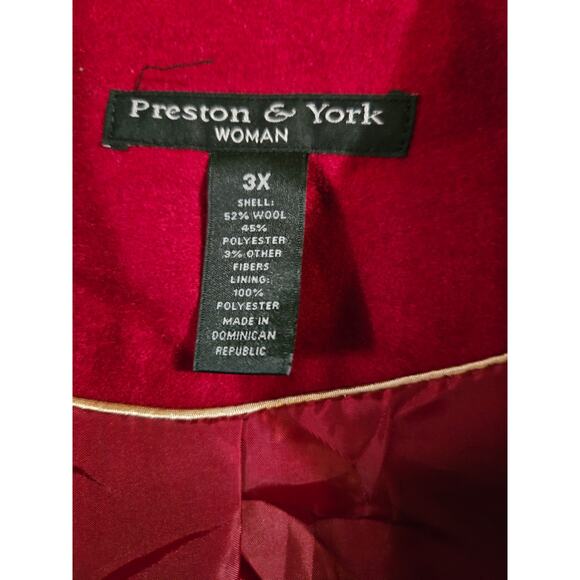 Preston & York
WOMAN
3X
SHELL:
52% WOOL
45%
POLYESTER
3% OTHER
FIBERS
LINING:
100%
POLYESTER
MADE IN
DOMINICAN
REPUBLIC